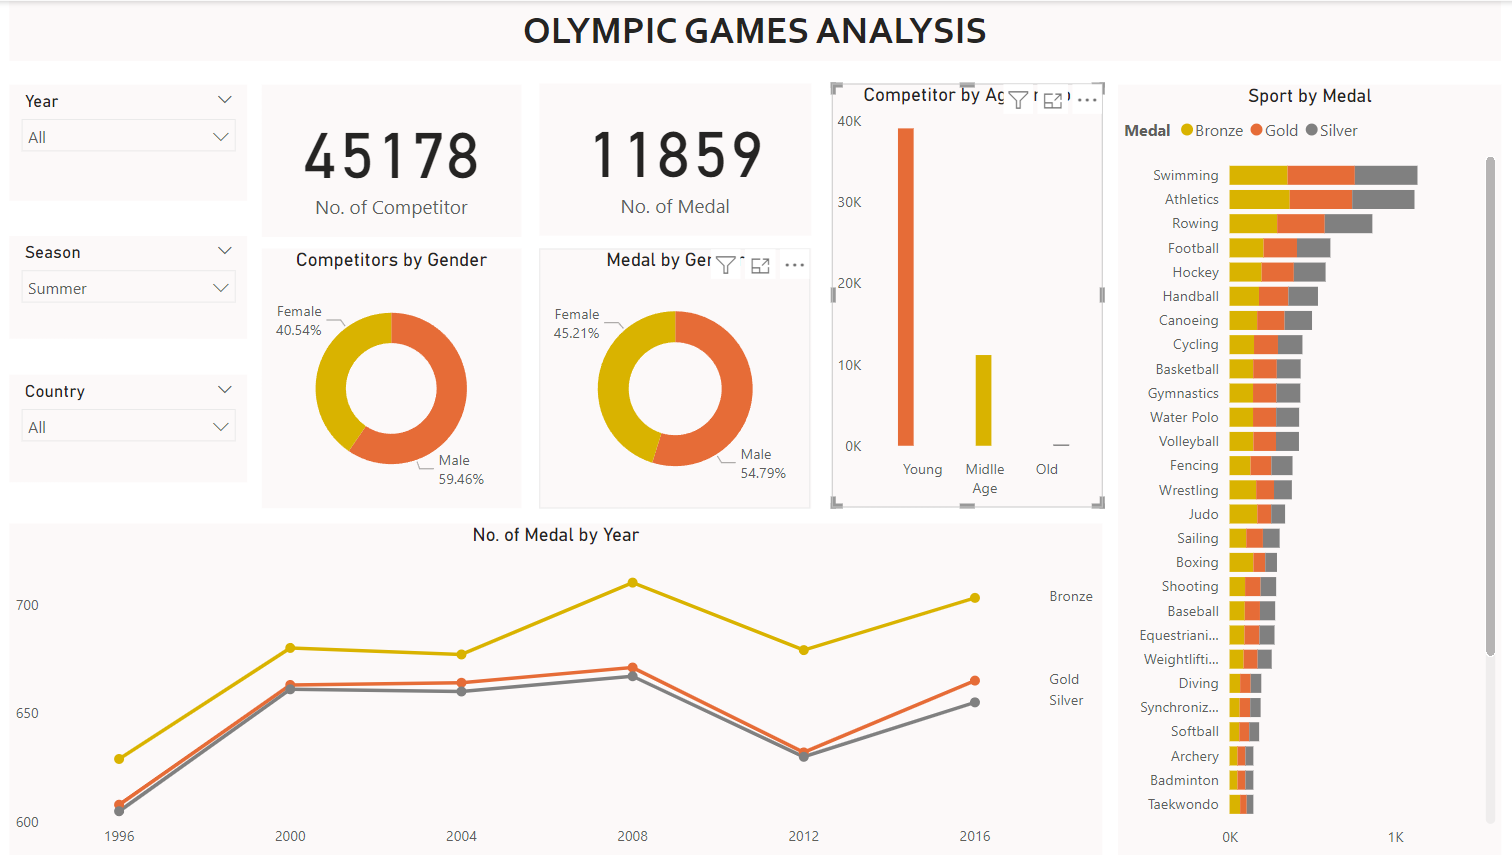 OLYMPIC GAMES ANALYSIS
Year
All
Season
Summer
Country
All
45178
No. of Competitor
11859
No. of Medal
Competitors by Gender
Female
40.54%
Male
59.46%
Medal by
Female
45.21%
Male
54.79%
Competitor by
40K
30K
20K
10K
0K
Young
Midlle
Age
Old
Sport by Medal
Medal Bronze Gold Silver
Swimming
Athletics
Rowing
Football
Hockey
Handball
Canoeing
Cycling
Basketball
Gymnastics
Water Polo
Volleyball
Fencing
Wrestling
Judo
Sailing
Boxing
Shooting
Baseball
Equestriani...
Weightlifti...
Diving
Synchroniz...
Softball
Archery
Badminton
Taekwondo
0K 1K
No. of Medal by Year
700
650
600
Bronze
Gold
Silver
1996 2000 2004 2008 2012 2016